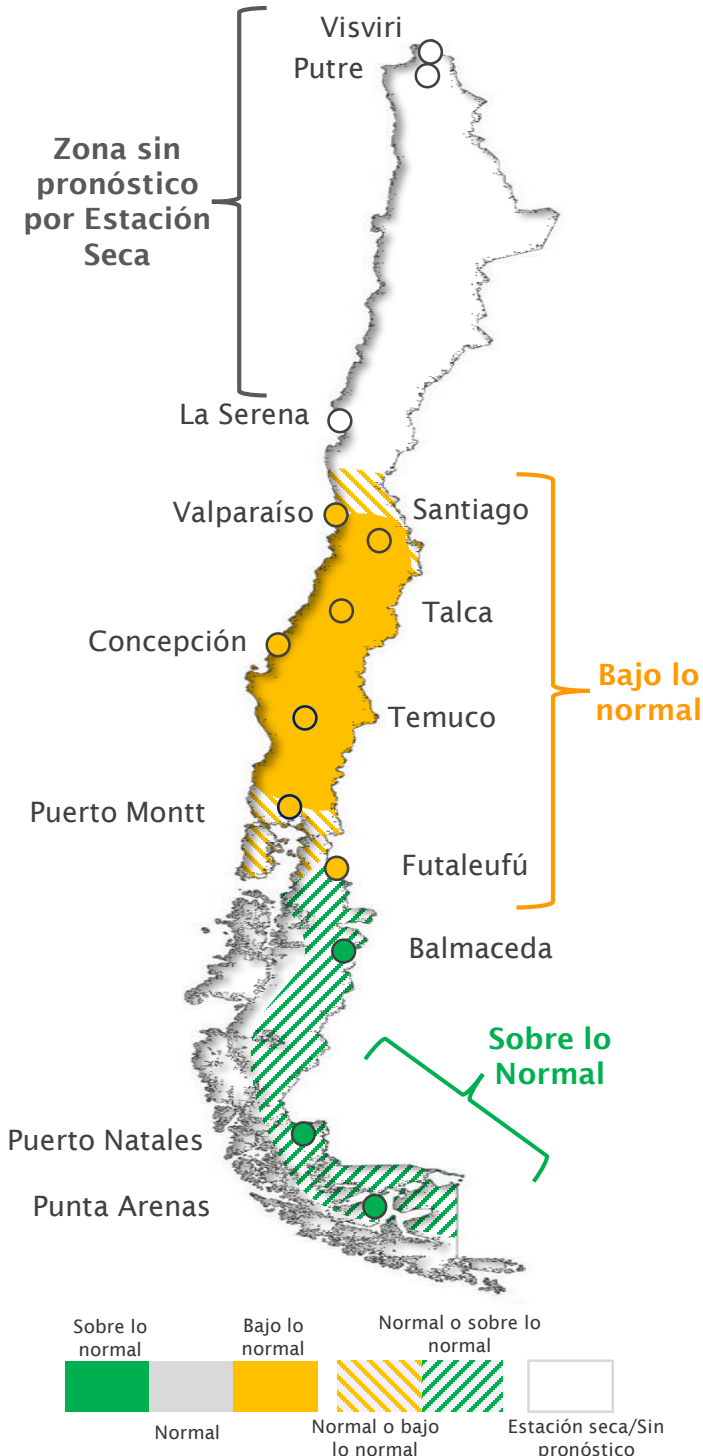 Visviri
Putre
Zona sin
pronóstico
por Estación
Seca
La Serena
Valparaíso
Santiago
Talca
Concepción
Bajo lo
normal
Temuco
Puerto Montt
Futaleufú
Balmaceda
Sobre lo
Normal
Puerto Natales
Punta Arenas
Sobre lo
normal
Bajo lo
normal
Normal o sobre lo
normal
Normal
Normal o bajo
lo normal
Estación seca/Sin
pronóstico